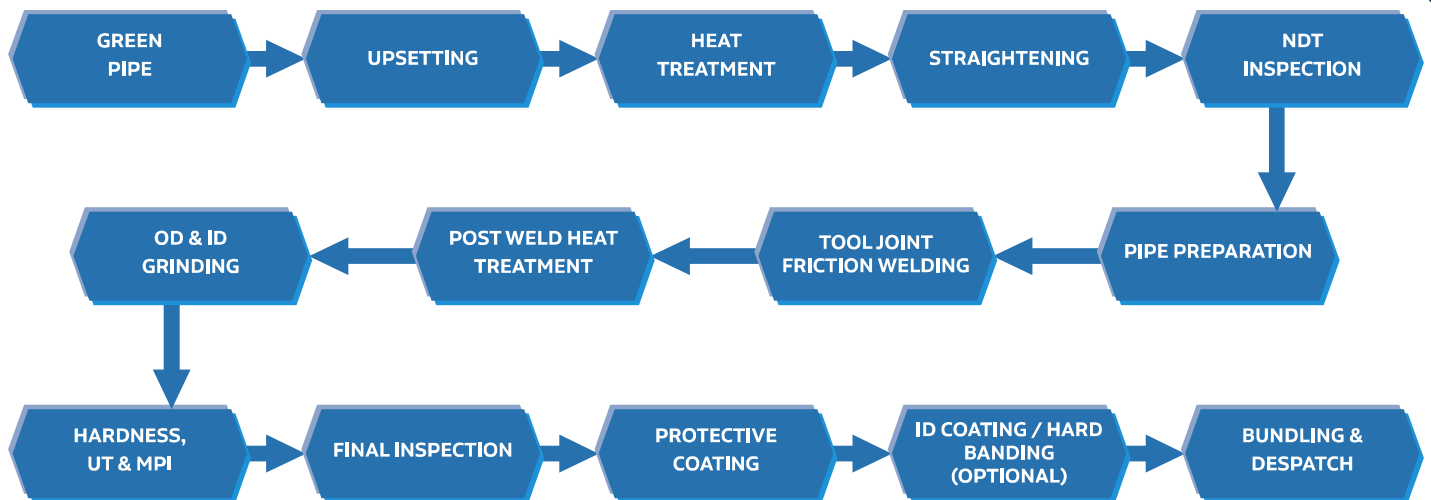 GREEN
PIPE
UPSETTING
HEAT
TREATMENT
STRAIGHTENING
NDT
INSPECTION
PIPE PREPARATION
TOOL JOINT
FRICTION WELDING
POST WELD HEAT
TREATMENT
OD & ID
GRINDING
HARDNESS,
UT & MPI
FINAL INSPECTION
PROTECTIVE
COATING
ID COATING / HARD
BANDING
(OPTIONAL)
BUNDLING &
DESPATCH